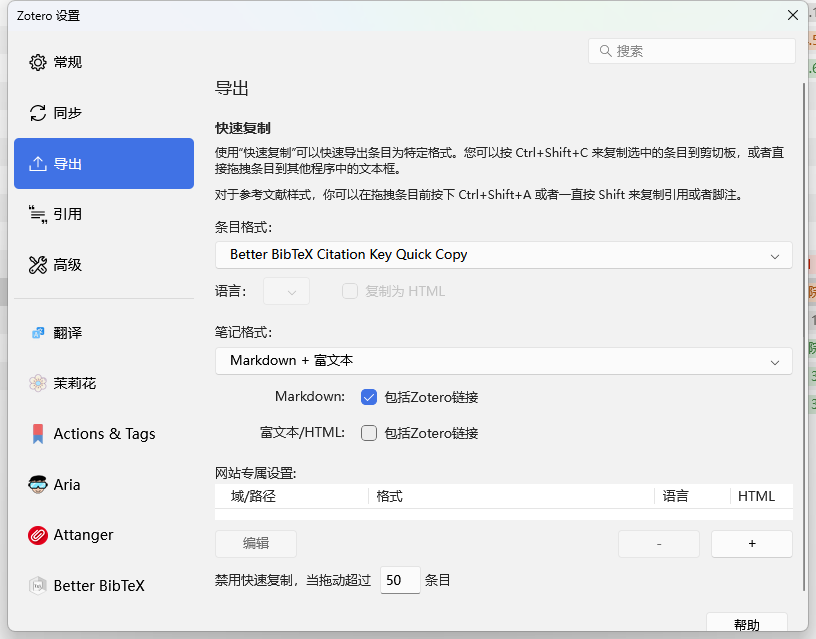 Zotero 设置
常规
同步
导出
引用
高级
翻译
茉莉花
Actions & Tags
Aria
Attanger
Better BibTeX
搜索
导出
快速复制
使用“快速复制”可以快速导出条目为特定格式。您可以按 Ctrl+Shift+C 来复制选中的条目到剪切板，或者直
接拖拽条目到其他程序中的文本框。
对于参考文献样式，你可以在拖拽条目前按下 Ctrl+Shift+A 或者一直按 Shift 来复制引用或者脚注。
条目格式:
Better BibTeX Citation Key Quick Copy
语言: 复制为 HTML
笔记格式:
Markdown + 富文本
Markdown: 包括Zotero链接
富文本/HTML: 包括Zotero链接
网站专属设置:
域/路径 格式 语言 HTML
编辑 - +
禁用快速复制，当拖动超过 50 条目
帮助